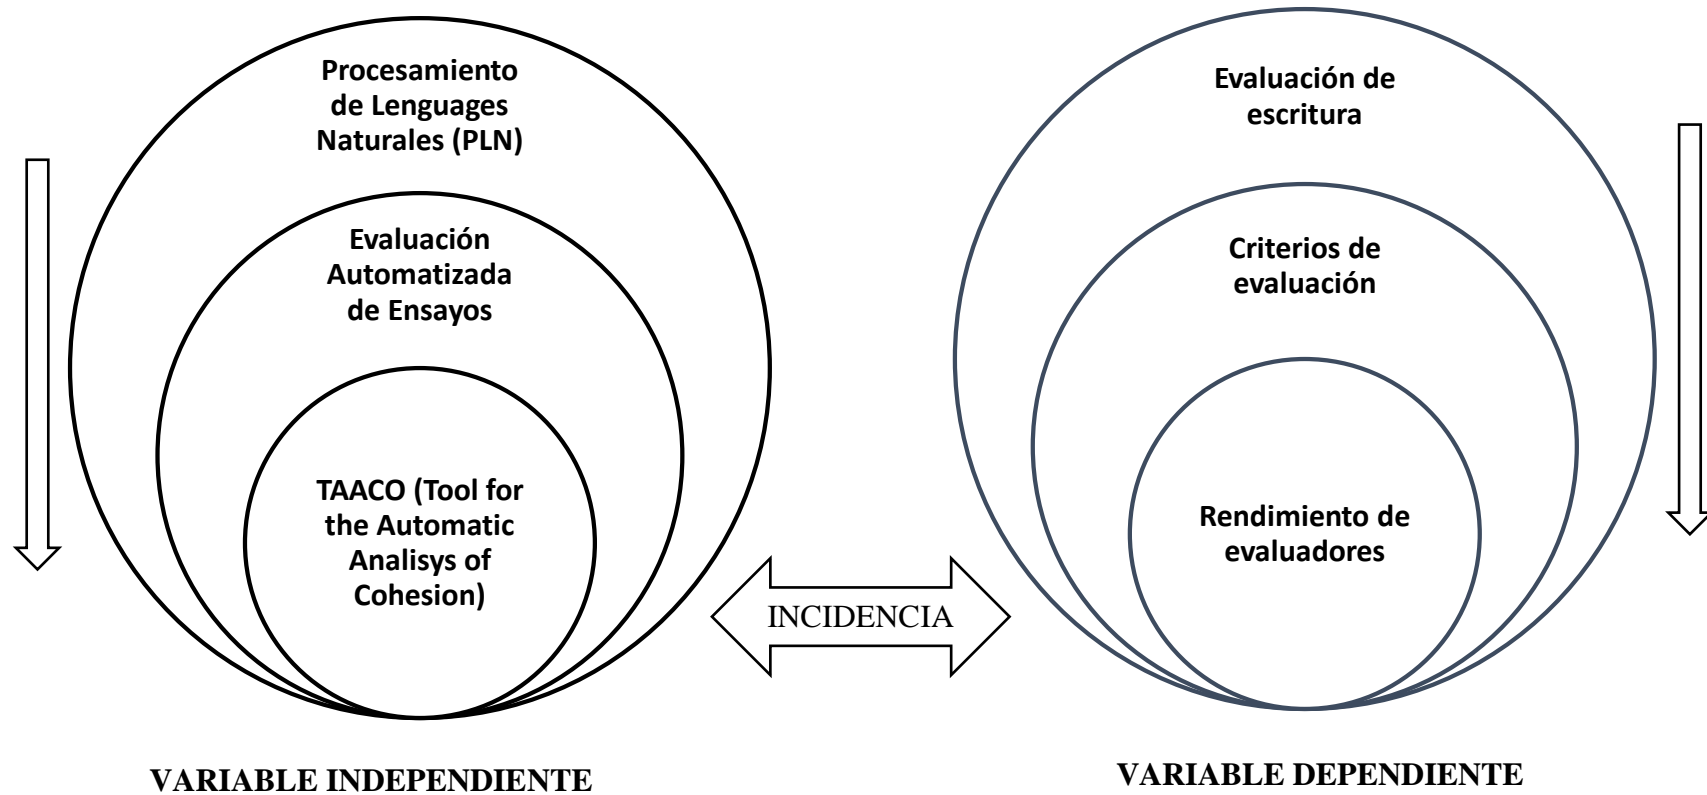 Procesamiento
de Lenguages
Naturales (PLN)
Evaluación
Automatizada
de Ensayos
TAACO (Tool for
the Automatic
Analisys of
Cohesion)
INCIDENCIA
Evaluación de
escritura
Criterios de
evaluación
Rendimiento de
evaluadores
VARIABLE INDEPENDIENTE
VARIABLE DEPENDIENTE